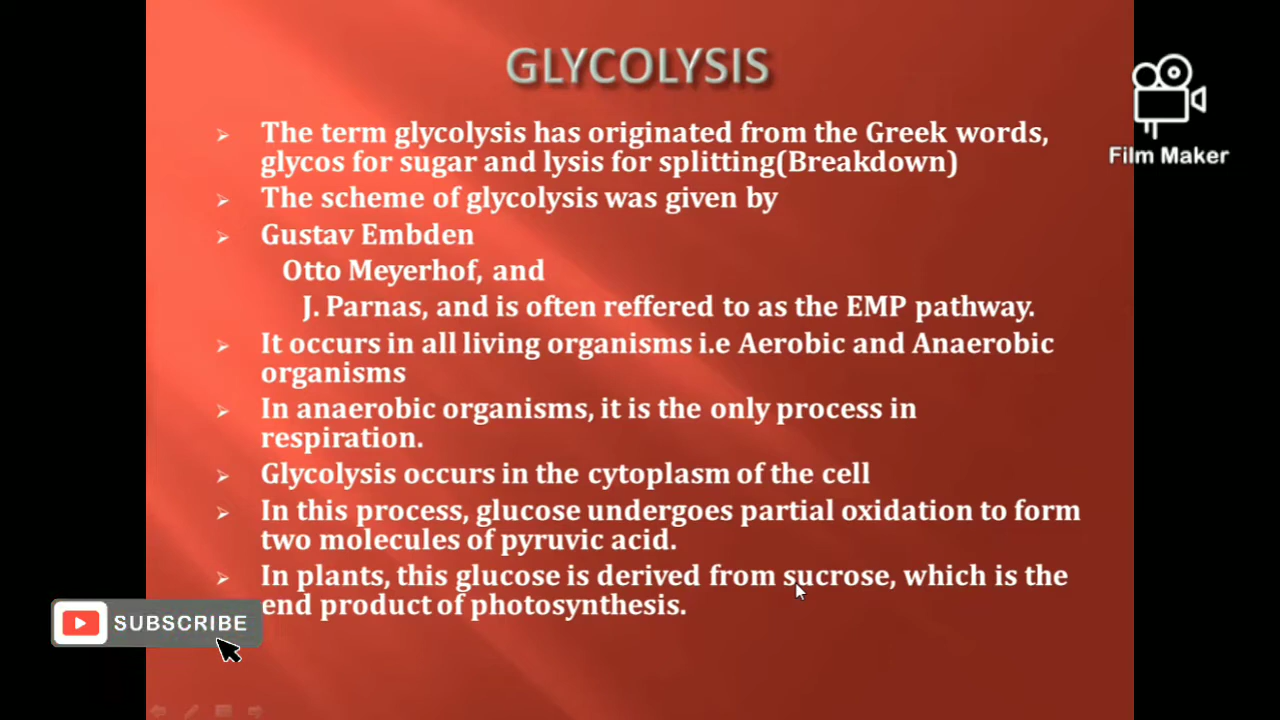 GLYCOLYSIS
Film Maker
The term glycolysis has originated from the Greek words,
glycos for sugar and lysis for splitting(Breakdown)
The scheme of glycolysis was given by
Gustav Embden
Otto Meyerhof, and
J. Parnas, and is often reffered to as the EMP pathway.
It occurs in all living organisms i.e Aerobic and Anaerobic
organisms
In anaerobic organisms, it is the only process in
respiration.
Glycolysis occurs in the cytoplasm of the cell
In this process, glucose undergoes partial oxidation to form
two molecules of pyruvic acid.
In plants, this glucose is derived from sucrose, which is the
end product of photosynthesis.
SUBSCRIBE